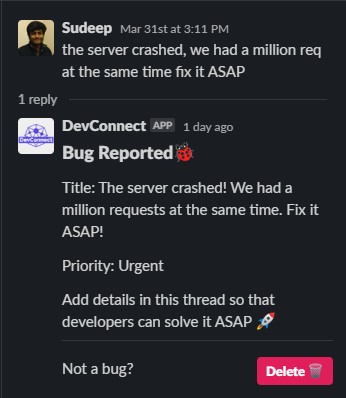 Sudeep Mar 31st at 3:11 PM
the server crashed, we had a million req
at the same time fix it ASAP
1 reply
DevConnect
DevConnect APP 1 day ago
Bug Reported🐞
Title: The server crashed! We had a
million requests at the same time. Fix it
ASAP!
Priority: Urgent
Add details in this thread so that
developers can solve it ASAP 🚀
Not a bug?
Delete 🗑️